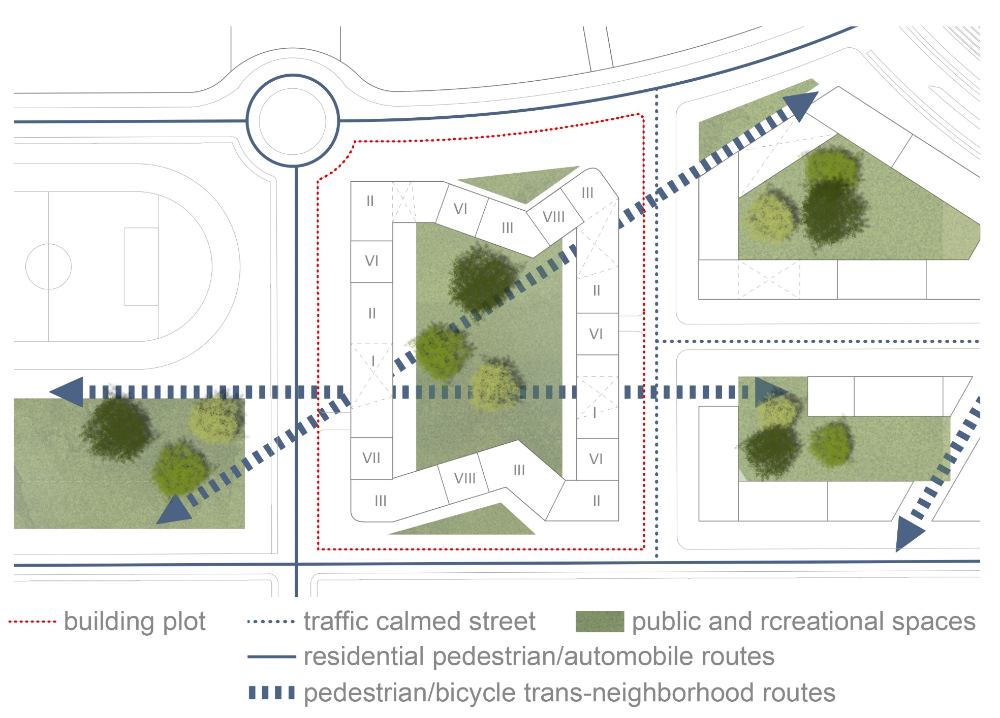 II
VI
III
VIII
III
VI
II
II
VI
I
I
VII
VI
VIII
III
III
II
building plot
traffic calmed street
public and rcreational spaces
residential pedestrian/automobile routes
pedestrian/bicycle trans-neighborhood routes